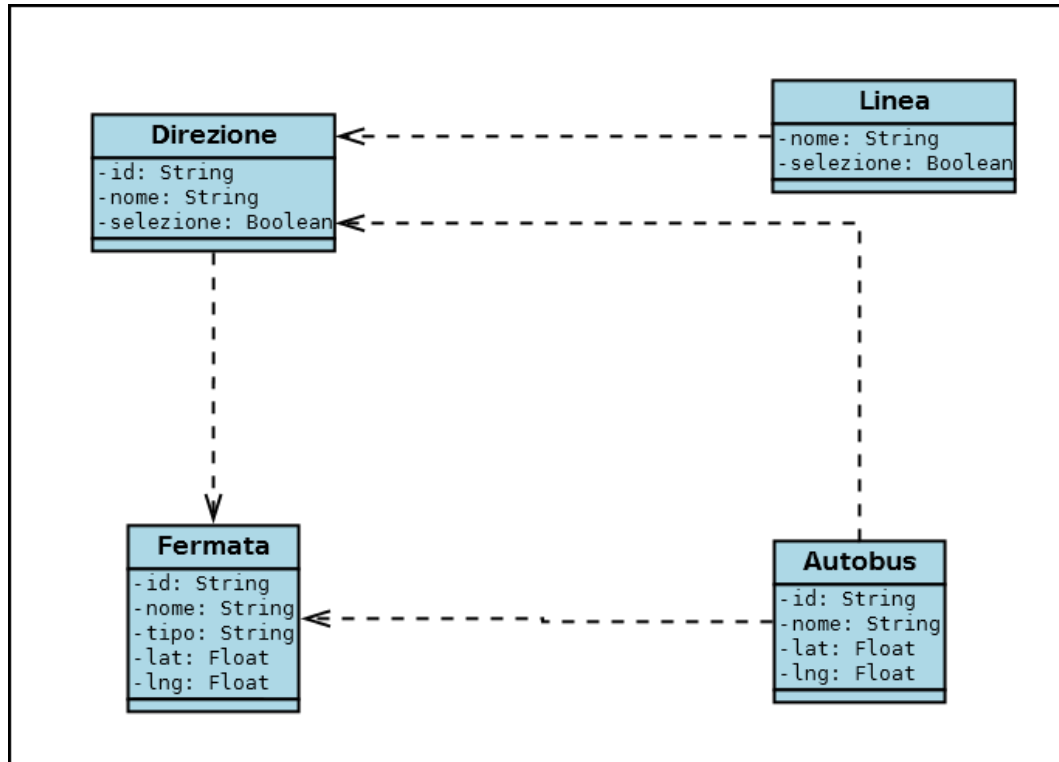 Direzione
-id: String
-nome: String
-selezione: Boolean
Linea
-nome: String
-selezione: Boolean
Fermata
-id: String
-nome: String
-tipo: String
-lat: Float
-lng: Float
Autobus
-id: String
-nome: String
-lat: Float
-lng: Float